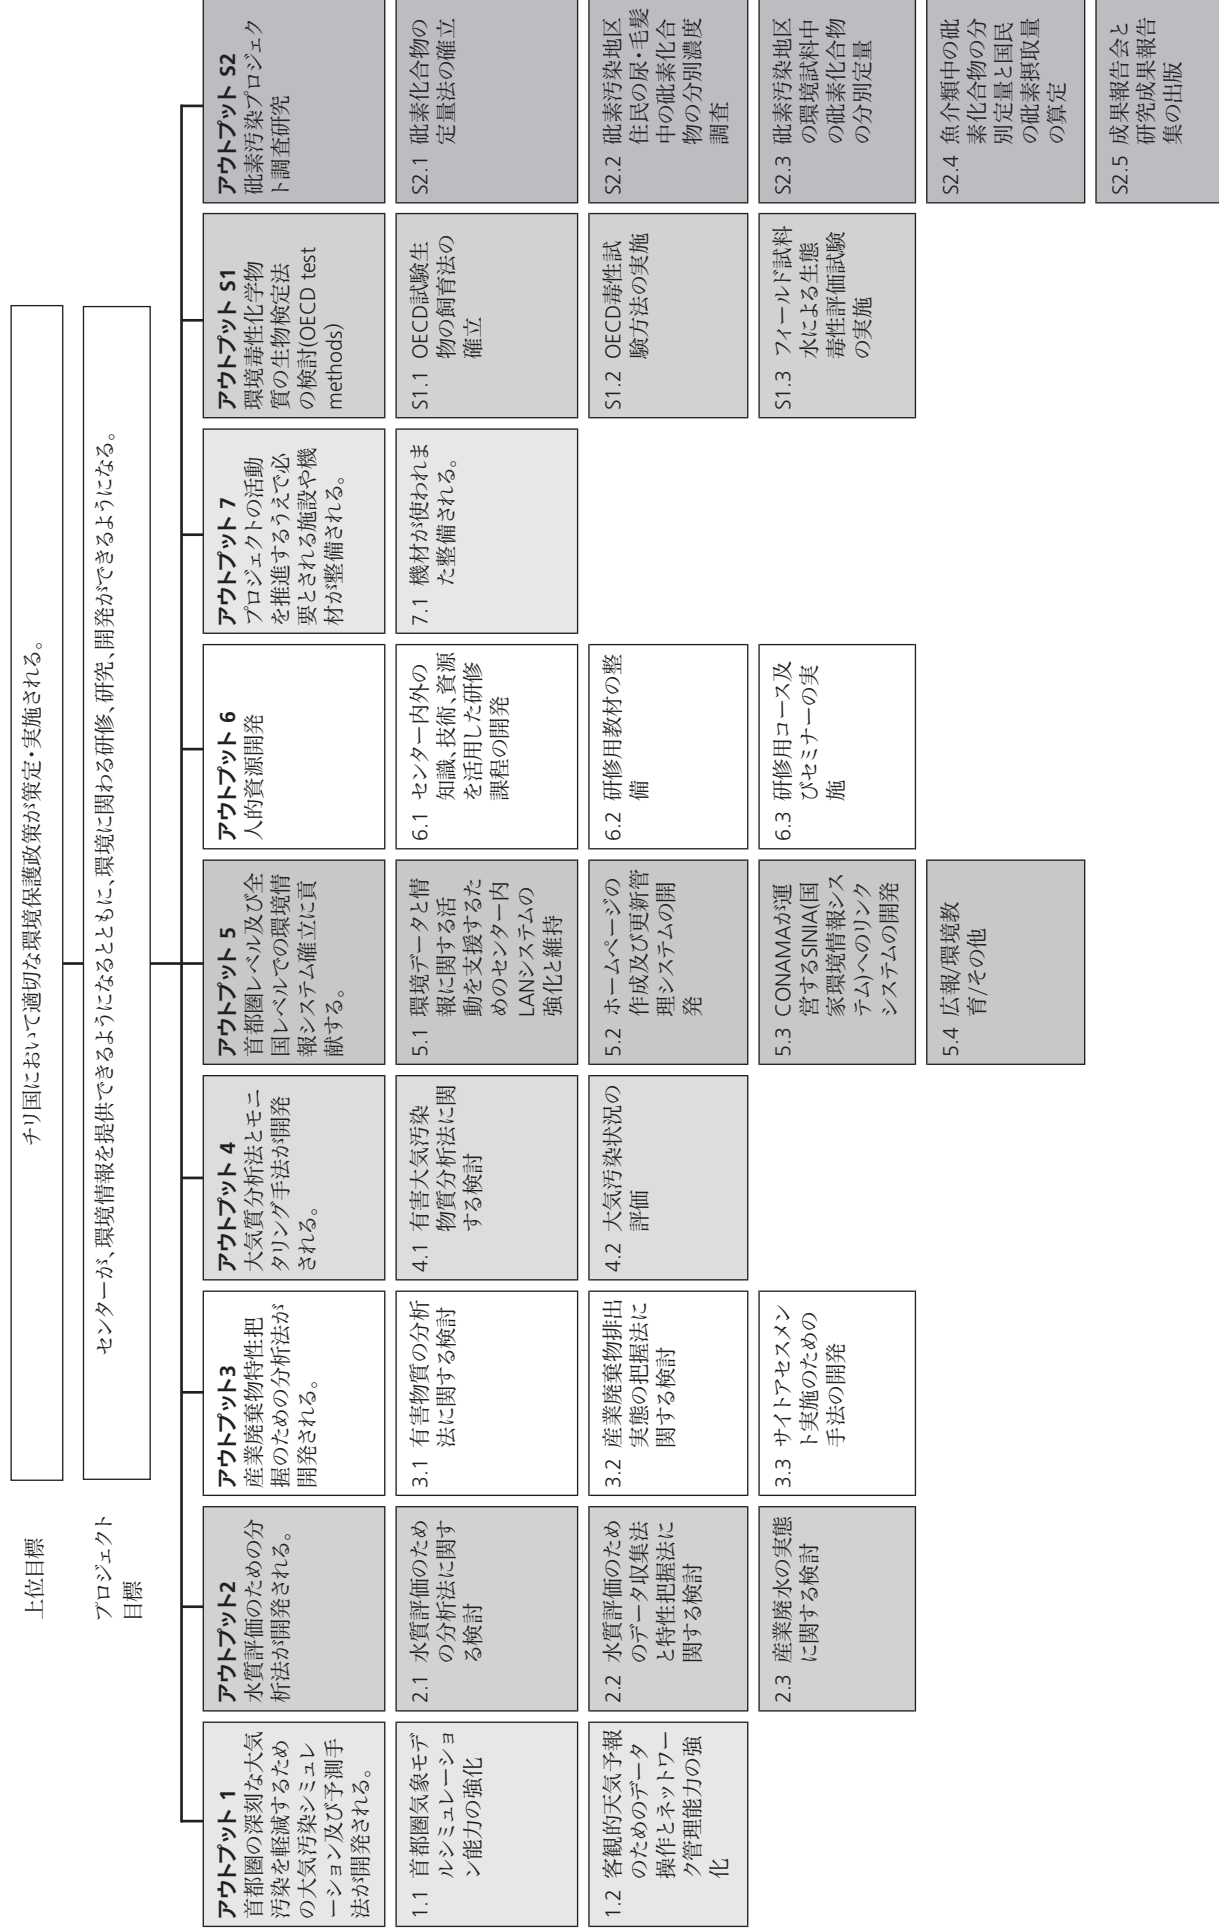 上位目標
チリ国において適切な環境保護政策が策定・実施される。
プロジェクト
目標
センターが、環境情報を提供できるようになるとともに、環境に関わる研修、研究、開発ができるようになる。
アウトプット 1
首都圏の深刻な大気
汚染を軽減するため
の大気汚染シミュレ
ーション及び予測手
法が開発される。
1.1 首都圏気象モデ
ルシミュレーショ
ン能力の強化
1.2 客観的天気予報
のためのデータ
操作とネットワー
ク管理能力の強
化
アウトプット2
水質評価のための分
析法が開発される。
2.1 水質評価のため
の分析法に関す
る検討
2.2 水質評価のため
のデータ収集法
と特性把握法に
関する検討
2.3 産業廃水の実態
に関する検討
アウトプット3
産業廃棄物特性把
握のための分析法が
開発される。
3.1 有害物質の分析
法に関する検討
3.2 産業廃棄物排出
実態の把握法に
関する検討
3.3 サイトアセスメン
ト実施のための
手法の開発
アウトプット 4
大気質分析法とモニ
タリング手法が開発
される。
4.1 有害大気汚染
物質分析法に関
する検討
4.2 大気汚染状況の
評価
アウトプット 5
首都圏レベル及び全
国レベルでの環境情
報システム確立に貢
献する。
5.1 環境データと情
報に関する活
動を支援するた
めのセンター内
LANシステムの
強化と維持
5.2 ホームページの
作成及び更新管
理システムの開
発
5.3 CONAMAが運
営するSINIA(国
家環境情報シス
テム)へのリンク
システムの開発
5.4 広報/環境教
育/その他
アウトプット 6
人的資源開発
6.1 センター内外の
知識、技術、資源
を活用した研修
課程の開発
6.2 研修用教材の整
備
6.3 研修用コース及
びセミナーの実
施
アウトプット 7
プロジェクトの活動
を推進するうえで必
要とされる施設や機
材が整備される。
7.1 機材が使われま
た整備される。
アウトプット S1
環境毒性化学物
質の生物検定法
の検討(OECD test
methods)
S1.1 OECD試験生
物の飼育法の
確立
S1.2 OECD毒性試
験方法の実施
S1.3 フィールド試料
水による生態
毒性評価試験
の実施
アウトプット S2
砒素汚染プロジェク
ト調査研究
S2.1 砒素化合物の
定量法の確立
S2.2 砒素汚染地区
住民の尿・毛髪
中の砒素化合
物の分別濃度
調査
S2.3 砒素汚染地区
の環境試料中
の砒素化合物
の分別定量
S2.4 魚介類中の砒
素化合物の分
別定量と国民
の砒素摂取量
の算定
S2.5 成果報告会と
研究成果報告
集の出版